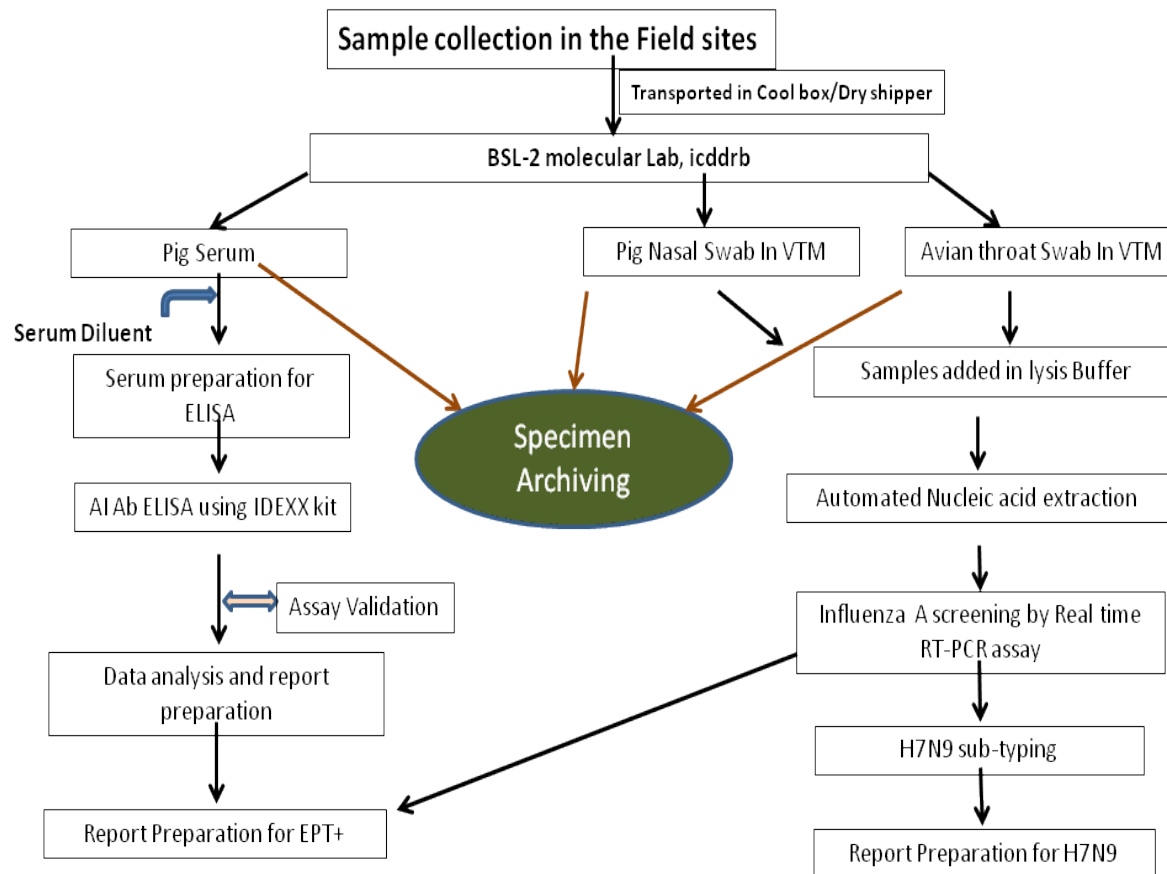 Sample collection in the Field sites
Transported in Cool box/Dry shipper
BSL-2 molecular Lab, icddrb
Pig Serum
Pig Nasal Swab In VTM
Avian throat Swab In VTM
Serum Diluent
Serum preparation for
ELISA
Samples added in lysis Buffer
Specimen
Archiving
AI Ab ELISA using IDEXX kit
Automated Nucleic acid extraction
Assay Validation
Influenza A screening by Real time
RT-PCR assay
Data analysis and report
preparation
H7N9 sub-typing
Report Preparation for EPT+
Report Preparation for H7N9